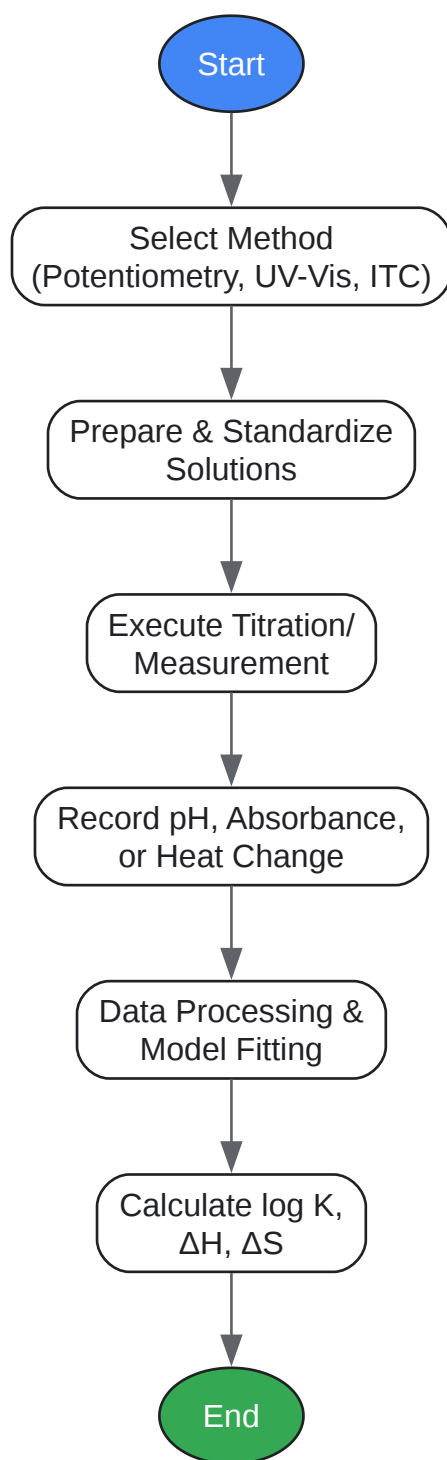 Start
Select Method
(Potentiometry, UV-Vis, ITC)
Prepare & Standardize
Solutions
Execute Titration/
Measurement
Record pH, Absorbance,
or Heat Change
Data Processing &
Model Fitting
Calculate log K,
ΔH, ΔS
End